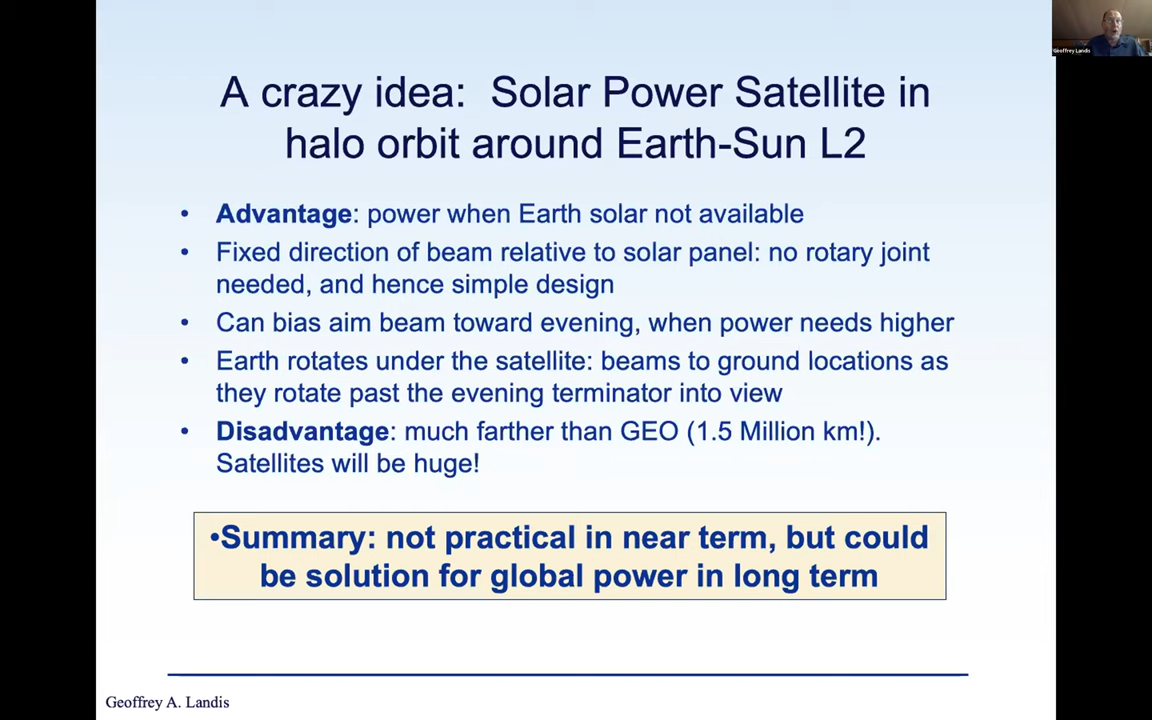 A crazy idea: Solar Power Satellite in
halo orbit around Earth-Sun L2
• Advantage: power when Earth solar not available
• Fixed direction of beam relative to solar panel: no rotary joint
needed, and hence simple design
• Can bias aim beam toward evening, when power needs higher
• Earth rotates under the satellite: beams to ground locations as
they rotate past the evening terminator into view
• Disadvantage: much farther than GEO (1.5 Million km!).
Satellites will be huge!
•Summary: not practical in near term, but could
be solution for global power in long term
Geoffrey A. Landis
Geoffrey Landis